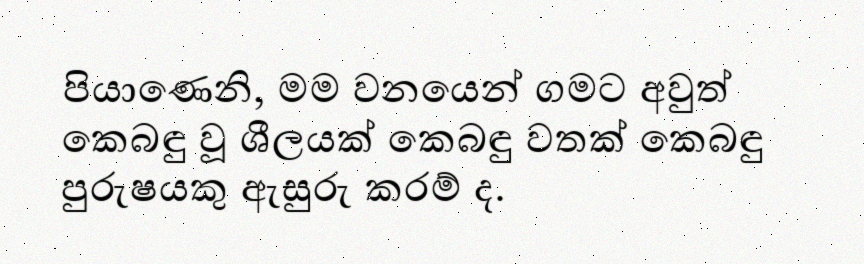 පියාණෙනි, මම වනයෙන් ගමට අවුත්
කෙබඳු වූ ශීලයක් කෙබඳු වතක් කෙබඳු
පුරුෂයකු ඇසුරු කරම් ද.